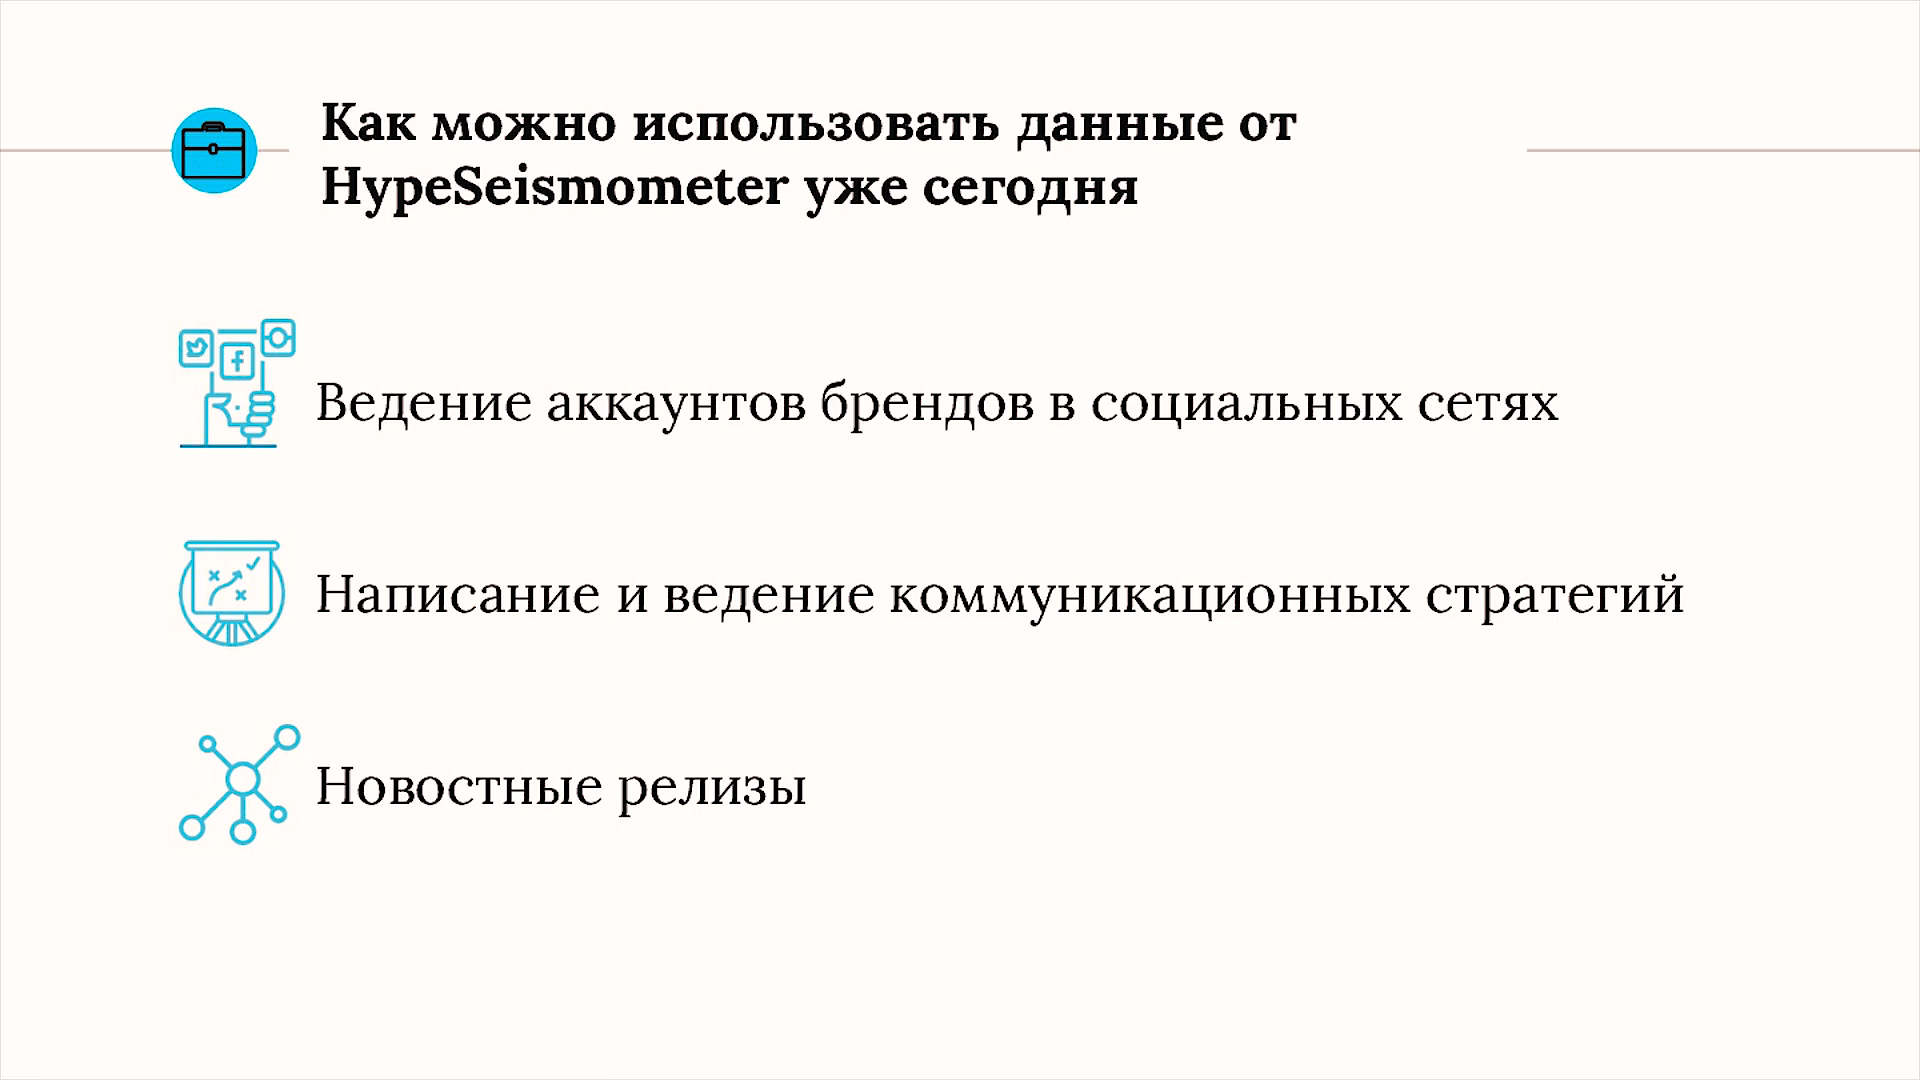 Как можно использовать данные от
HypeSeismometer уже сегодня
Ведение аккаунтов брендов в социальных сетях
Написание и ведение коммуникационных стратегий
Новостные релизы